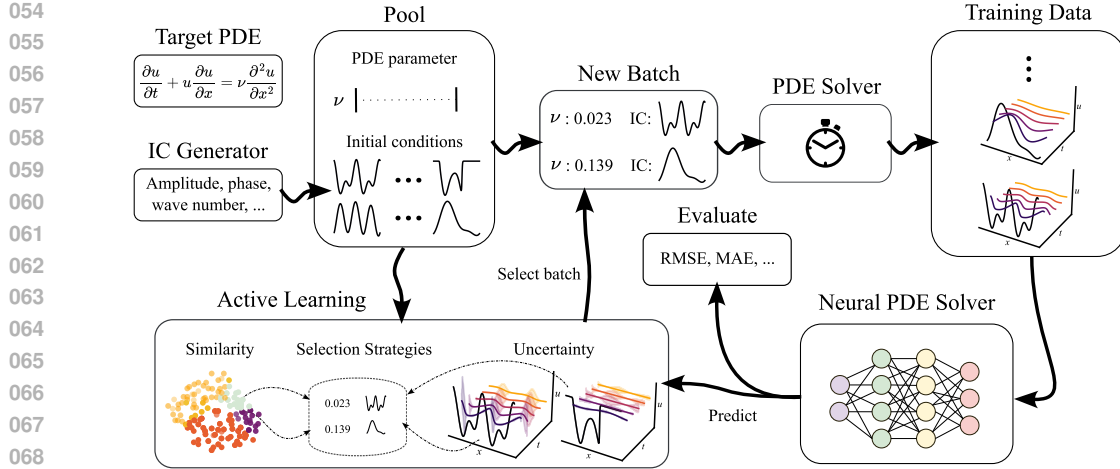 054
055
056
057
058
059
060
061
062
063
064
065
066
067
068
Target PDE
∂u/∂t + u ∂u/∂x = ν ∂²u/∂x²
IC Generator
Amplitude, phase,
wave number, ...
Pool
PDE parameter
ν
Initial conditions
New Batch
ν : 0.023 IC:
ν : 0.139 IC:
PDE Solver
Training Data
u
x
t
u
x
t
Evaluate
RMSE, MAE, ...
Select batch
Active Learning
Similarity
Selection Strategies
0.023
0.139
Uncertainty
u
x
t
u
x
t
Predict
Neural PDE Solver